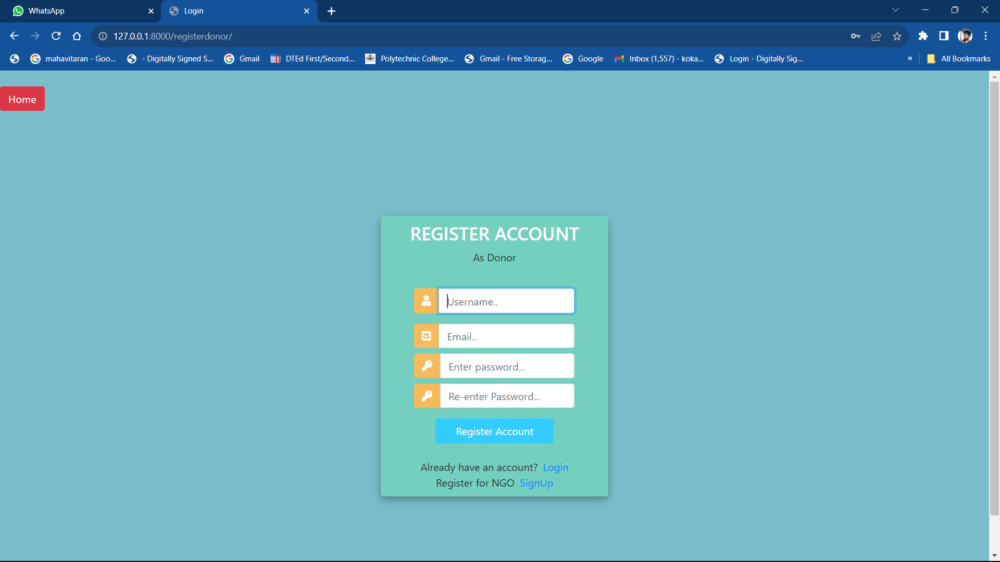 WhatsApp
Login
127.0.0.1:8000/registerdonor/
mahavitaran - Goo...
- Digitally Signed S...
Gmail
DTEd First/Second...
Polytechnic College...
Gmail - Free Storag...
Google
Inbox (1,557) - koka...
Login - Digitally Sig...
»
All Bookmarks
Home
REGISTER ACCOUNT
As Donor
Username..
Email..
Enter password...
Re-enter Password...
Register Account
Already have an account? Login
Register for NGO SignUp